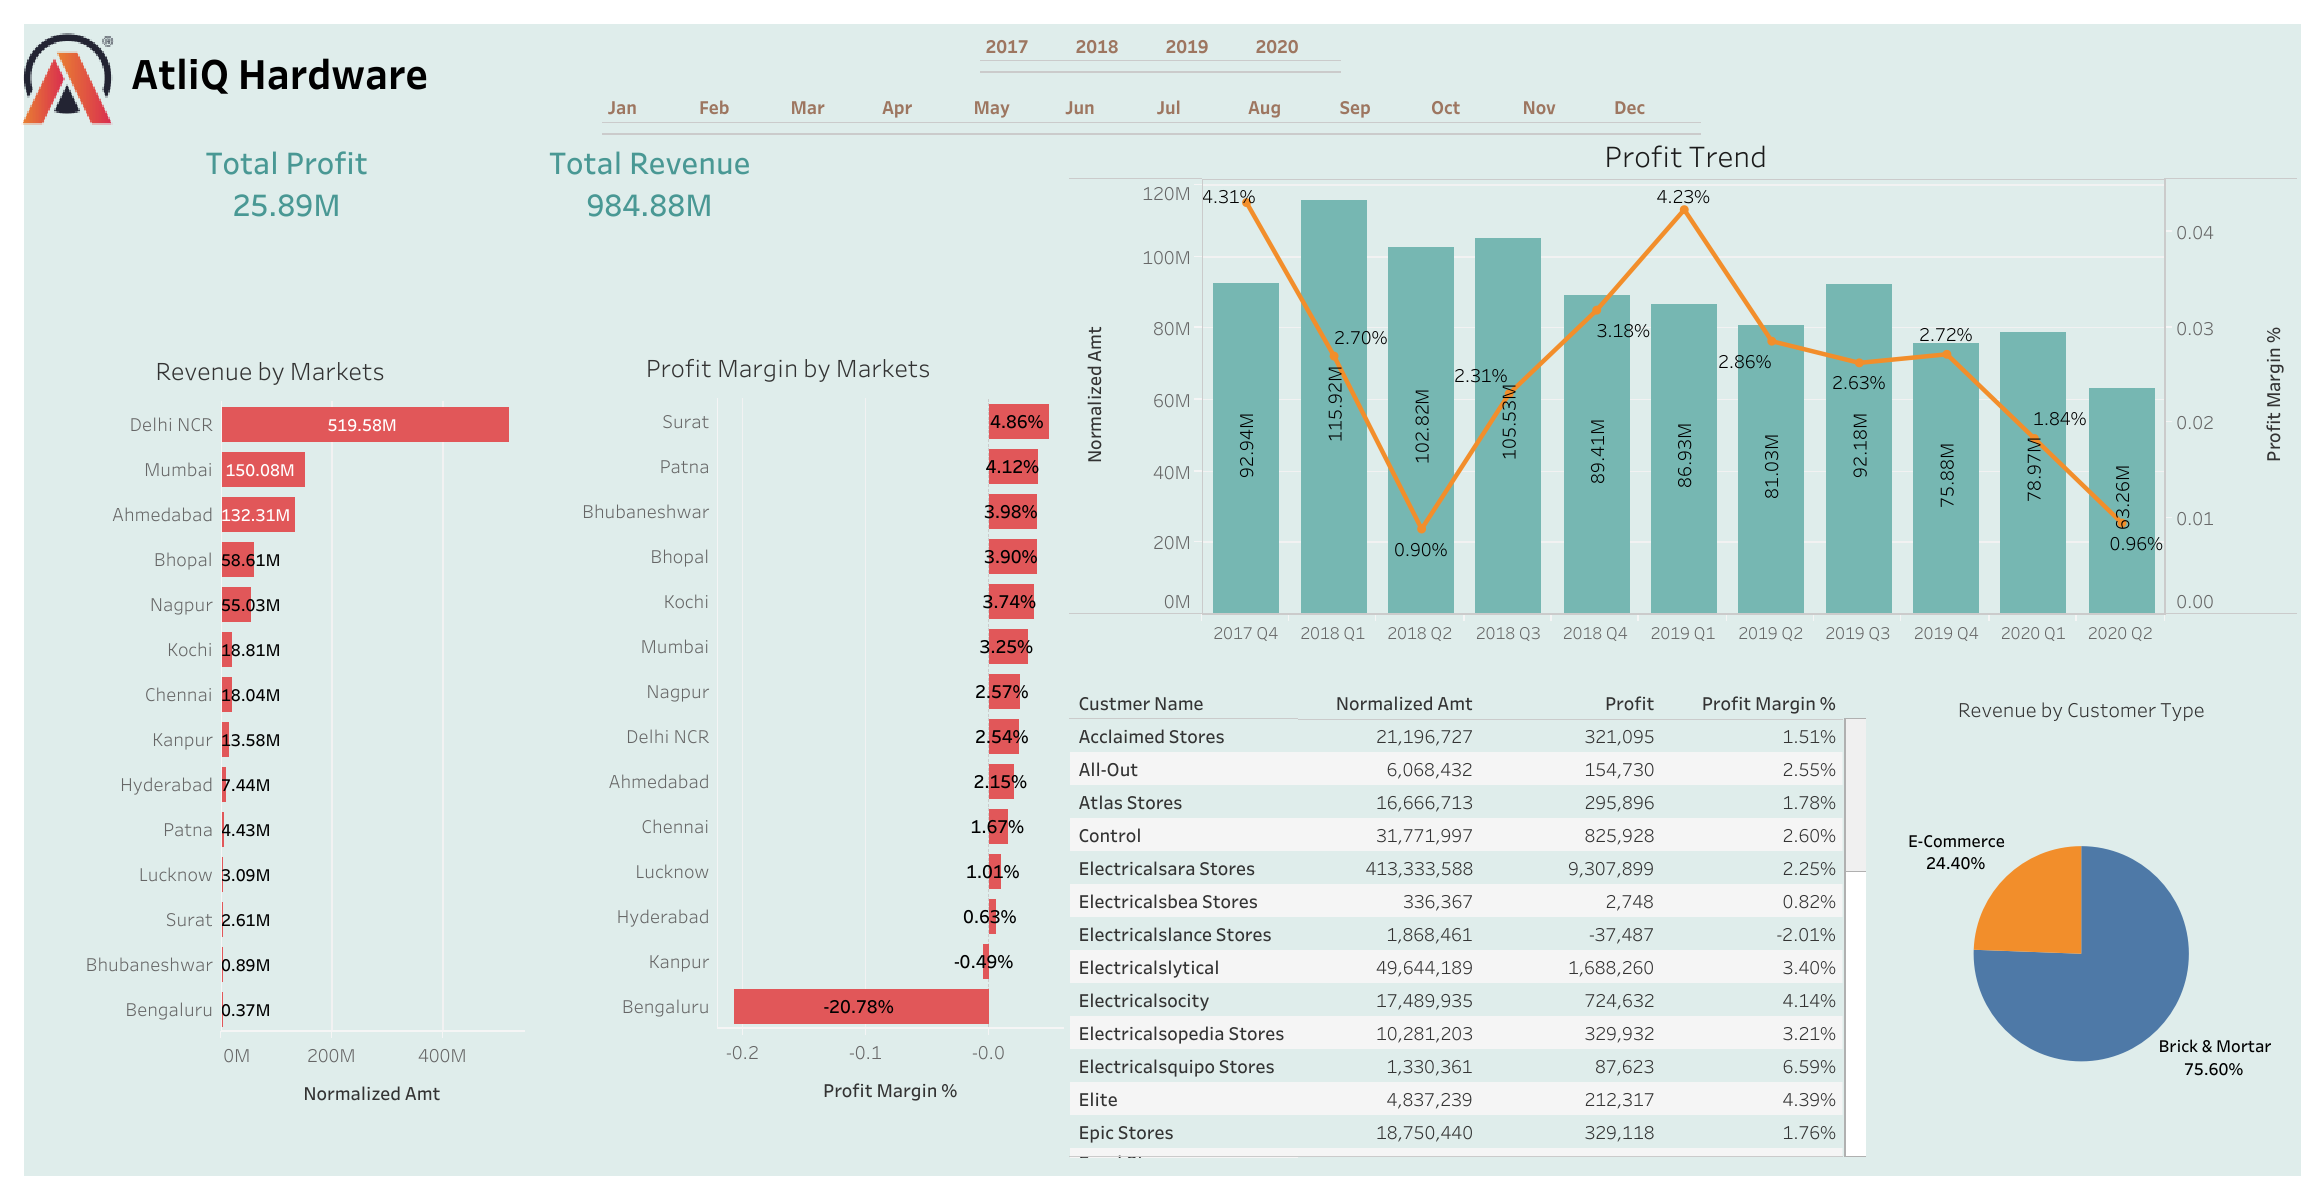 ®
AtliQ Hardware
2017 2018 2019 2020
Jan Feb Mar Apr May Jun Jul Aug Sep Oct Nov Dec
Total Profit
25.89M
Total Revenue
984.88M
Revenue by Markets
Delhi NCR 519.58M
Mumbai 150.08M
Ahmedabad 132.31M
Bhopal 58.61M
Nagpur 55.03M
Kochi 18.81M
Chennai 18.04M
Kanpur 13.58M
Hyderabad 7.44M
Patna 4.43M
Lucknow 3.09M
Surat 2.61M
Bhubaneshwar 0.89M
Bengaluru 0.37M
0M 200M 400M
Normalized Amt
Profit Margin by Markets
Surat 4.86%
Patna 4.12%
Bhubaneshwar 3.98%
Bhopal 3.90%
Kochi 3.74%
Mumbai 3.25%
Nagpur 2.57%
Delhi NCR 2.54%
Ahmedabad 2.15%
Chennai 1.67%
Lucknow 1.01%
Hyderabad 0.63%
Kanpur -0.49%
Bengaluru -20.78%
-0.2 -0.1 -0.0
Profit Margin %
Profit Trend
Normalized Amt
120M
100M
80M
60M
40M
20M
0M
4.31% 2.70% 0.90% 2.31% 3.18% 4.23% 2.86% 2.63% 2.72% 1.84% 0.96%
92.94M 115.92M 102.82M 105.53M 89.41M 86.93M 81.03M 92.18M 75.88M 78.97M 63.26M
0.04
0.03
0.02
0.01
0.00
Profit Margin %
2017 Q4 2018 Q1 2018 Q2 2018 Q3 2018 Q4 2019 Q1 2019 Q2 2019 Q3 2019 Q4 2020 Q1 2020 Q2
Custmer Name Normalized Amt Profit Profit Margin %
Acclaimed Stores 21,196,727 321,095 1.51%
All-Out 6,068,432 154,730 2.55%
Atlas Stores 16,666,713 295,896 1.78%
Control 31,771,997 825,928 2.60%
Electricalsara Stores 413,333,588 9,307,899 2.25%
Electricalsbea Stores 336,367 2,748 0.82%
Electricalslance Stores 1,868,461 -37,487 -2.01%
Electricalslytical 49,644,189 1,688,260 3.40%
Electricalsocity 17,489,935 724,632 4.14%
Electricalsopedia Stores 10,281,203 329,932 3.21%
Electricalsquipo Stores 1,330,361 87,623 6.59%
Elite 4,837,239 212,317 4.39%
Epic Stores 18,750,440 329,118 1.76%
Revenue by Customer Type
E-Commerce
24.40%
Brick & Mortar
75.60%